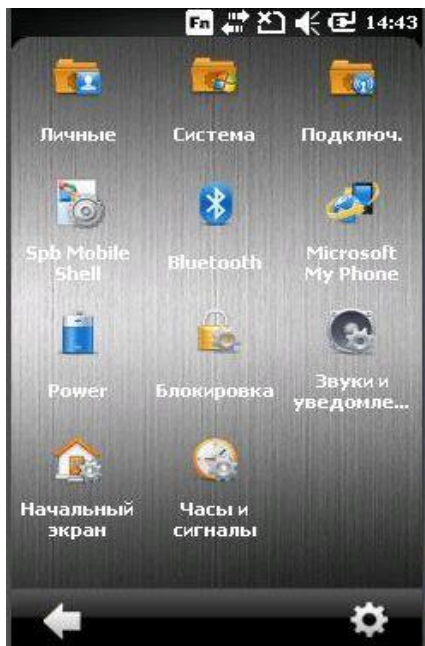 Fn 14:43
Личные Система Подключ.
Spb Mobile Shell
Bluetooth
Microsoft My Phone
Power Блокировка
Звуки и уведомле...
Начальный экран
Часы и сигналы